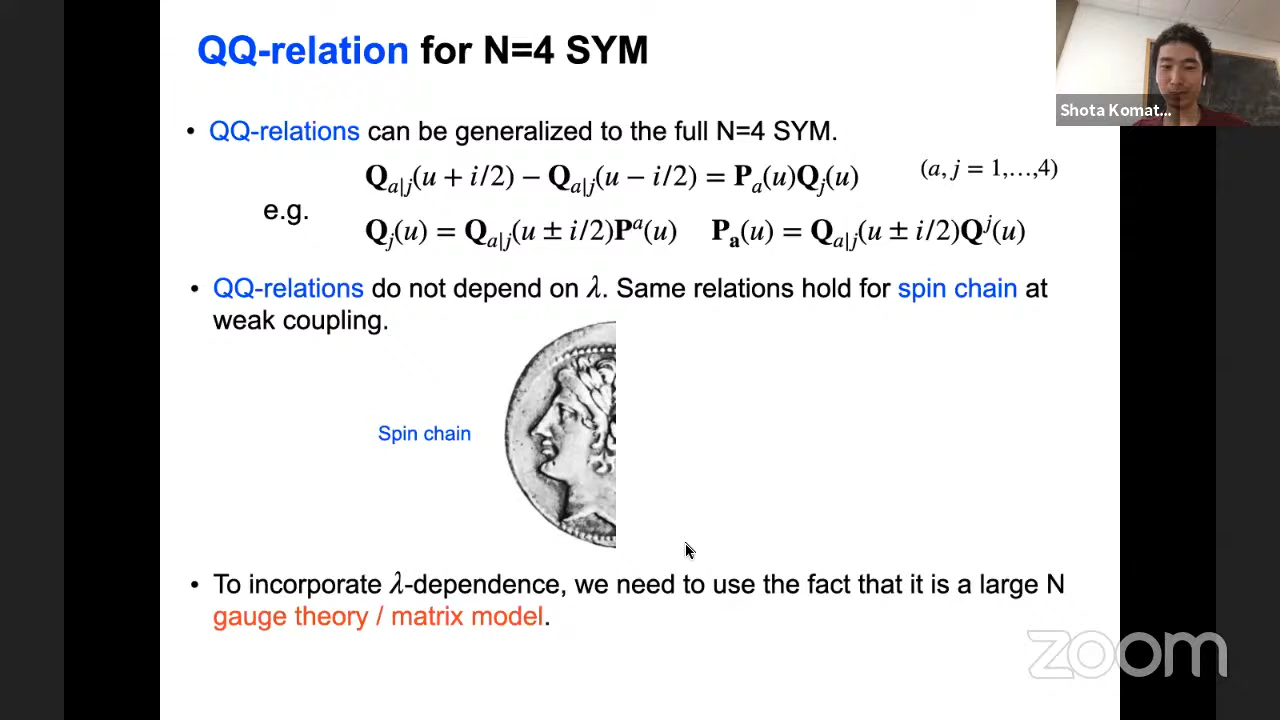 QQ-relation for N=4 SYM
Shota Komat...
• QQ-relations can be generalized to the full N=4 SYM.
Q_{a|j}(u + i/2) − Q_{a|j}(u − i/2) = P_a(u)Q_j(u) (a, j = 1,…,4)
e.g.
Q_j(u) = Q_{a|j}(u ± i/2)P^a(u) P_a(u) = Q_{a|j}(u ± i/2)Q^j(u)
• QQ-relations do not depend on λ. Same relations hold for spin chain at
weak coupling.
Spin chain
• To incorporate λ-dependence, we need to use the fact that it is a large N
gauge theory / matrix model.
zoom